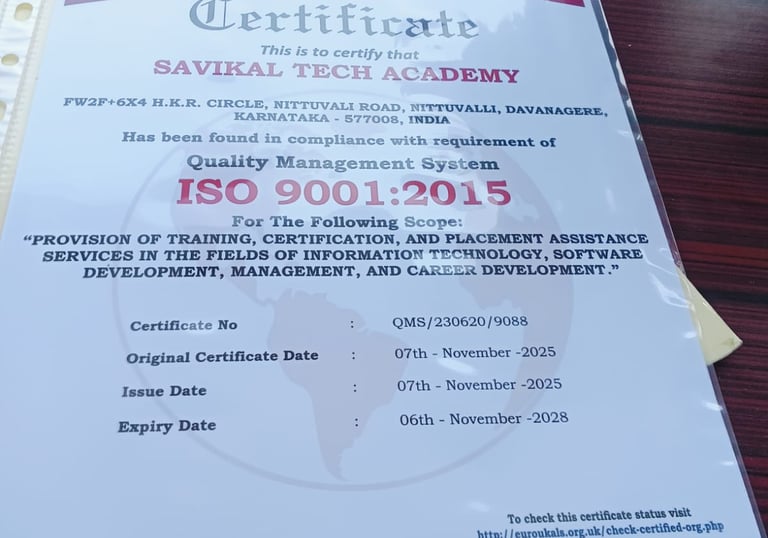 Certificate
This is to certify that
SAVIKAL TECH ACADEMY
FW2F+6X4 H.K.R. CIRCLE, NITTUVALI ROAD, NITTUVALLI, DAVANAGERE,
KARNATAKA - 577008, INDIA
Has been found in compliance with requirement of
Quality Management System
ISO 9001:2015
For The Following Scope:
“PROVISION OF TRAINING, CERTIFICATION, AND PLACEMENT ASSISTANCE
SERVICES IN THE FIELDS OF INFORMATION TECHNOLOGY, SOFTWARE
DEVELOPMENT, MANAGEMENT, AND CAREER DEVELOPMENT.”
Certificate No : QMS/230620/9088
Original Certificate Date : 07th - November -2025
Issue Date : 07th - November -2025
Expiry Date : 06th - November -2028
To check this certificate status visit
http://euroukals.org.uk/check-certified-org.php